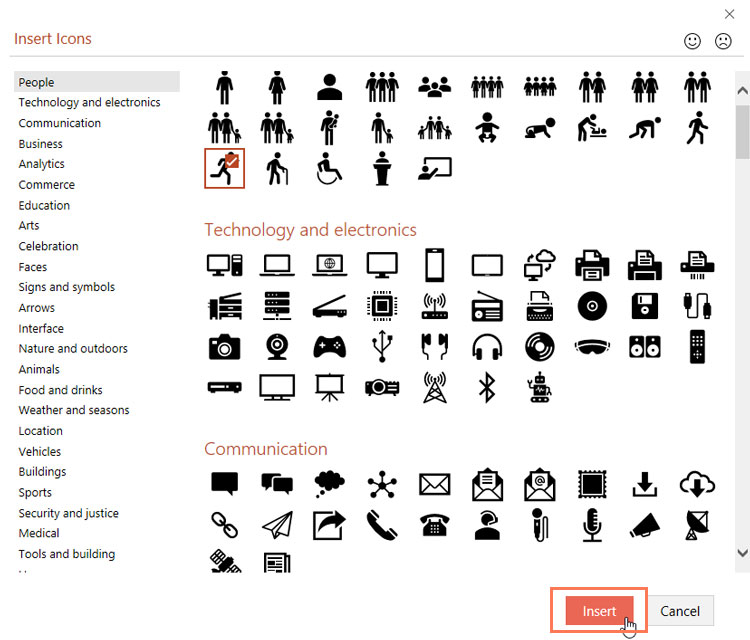 Insert Icons
People
Technology and electronics
Communication
Business
Analytics
Commerce
Education
Arts
Celebration
Faces
Signs and symbols
Arrows
Interface
Nature and outdoors
Animals
Food and drinks
Weather and seasons
Location
Vehicles
Buildings
Sports
Security and justice
Medical
Tools and building
Technology and electronics
Communication
Insert
Cancel